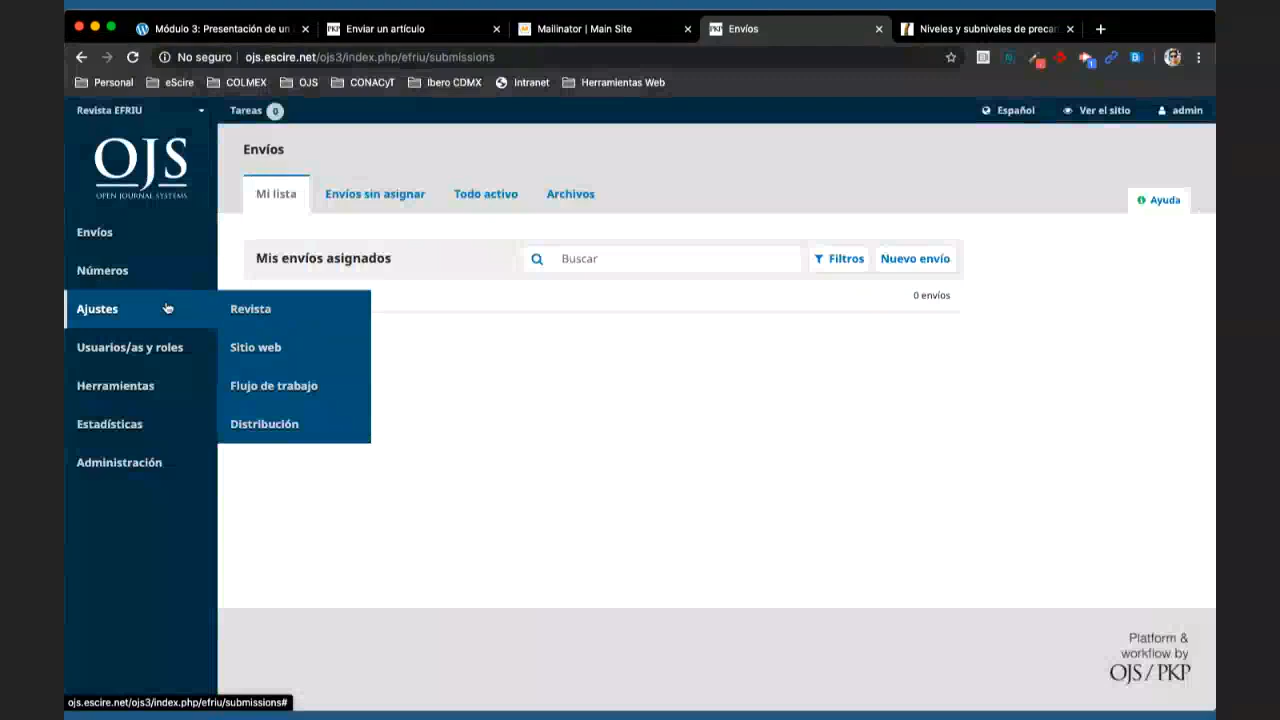 Módulo 3: Presentación de un
Enviar un artículo
Mailinator | Main Site
Envíos
Niveles y subniveles de precar
No seguro
ojs.escire.net/ojs3/index.php/efriu/submissions
Personal
eScire
COLMEX
OJS
CONACyT
Ibero CDMX
Intranet
Herramientas Web
Revista EFRIU
Tareas 0
Español
Ver el sitio
admin
OJS
OPEN JOURNAL SYSTEMS
Envíos
Mi lista
Envíos sin asignar
Todo activo
Archivos
Ayuda
Envíos
Números
Ajustes
Usuarios/as y roles
Herramientas
Estadísticas
Administración
Revista
Sitio web
Flujo de trabajo
Distribución
Mis envíos asignados
Buscar
Filtros
Nuevo envío
0 envíos
Platform &
workflow by
OJS / PKP
ojs.escire.net/ojs3/index.php/efriu/submissions#